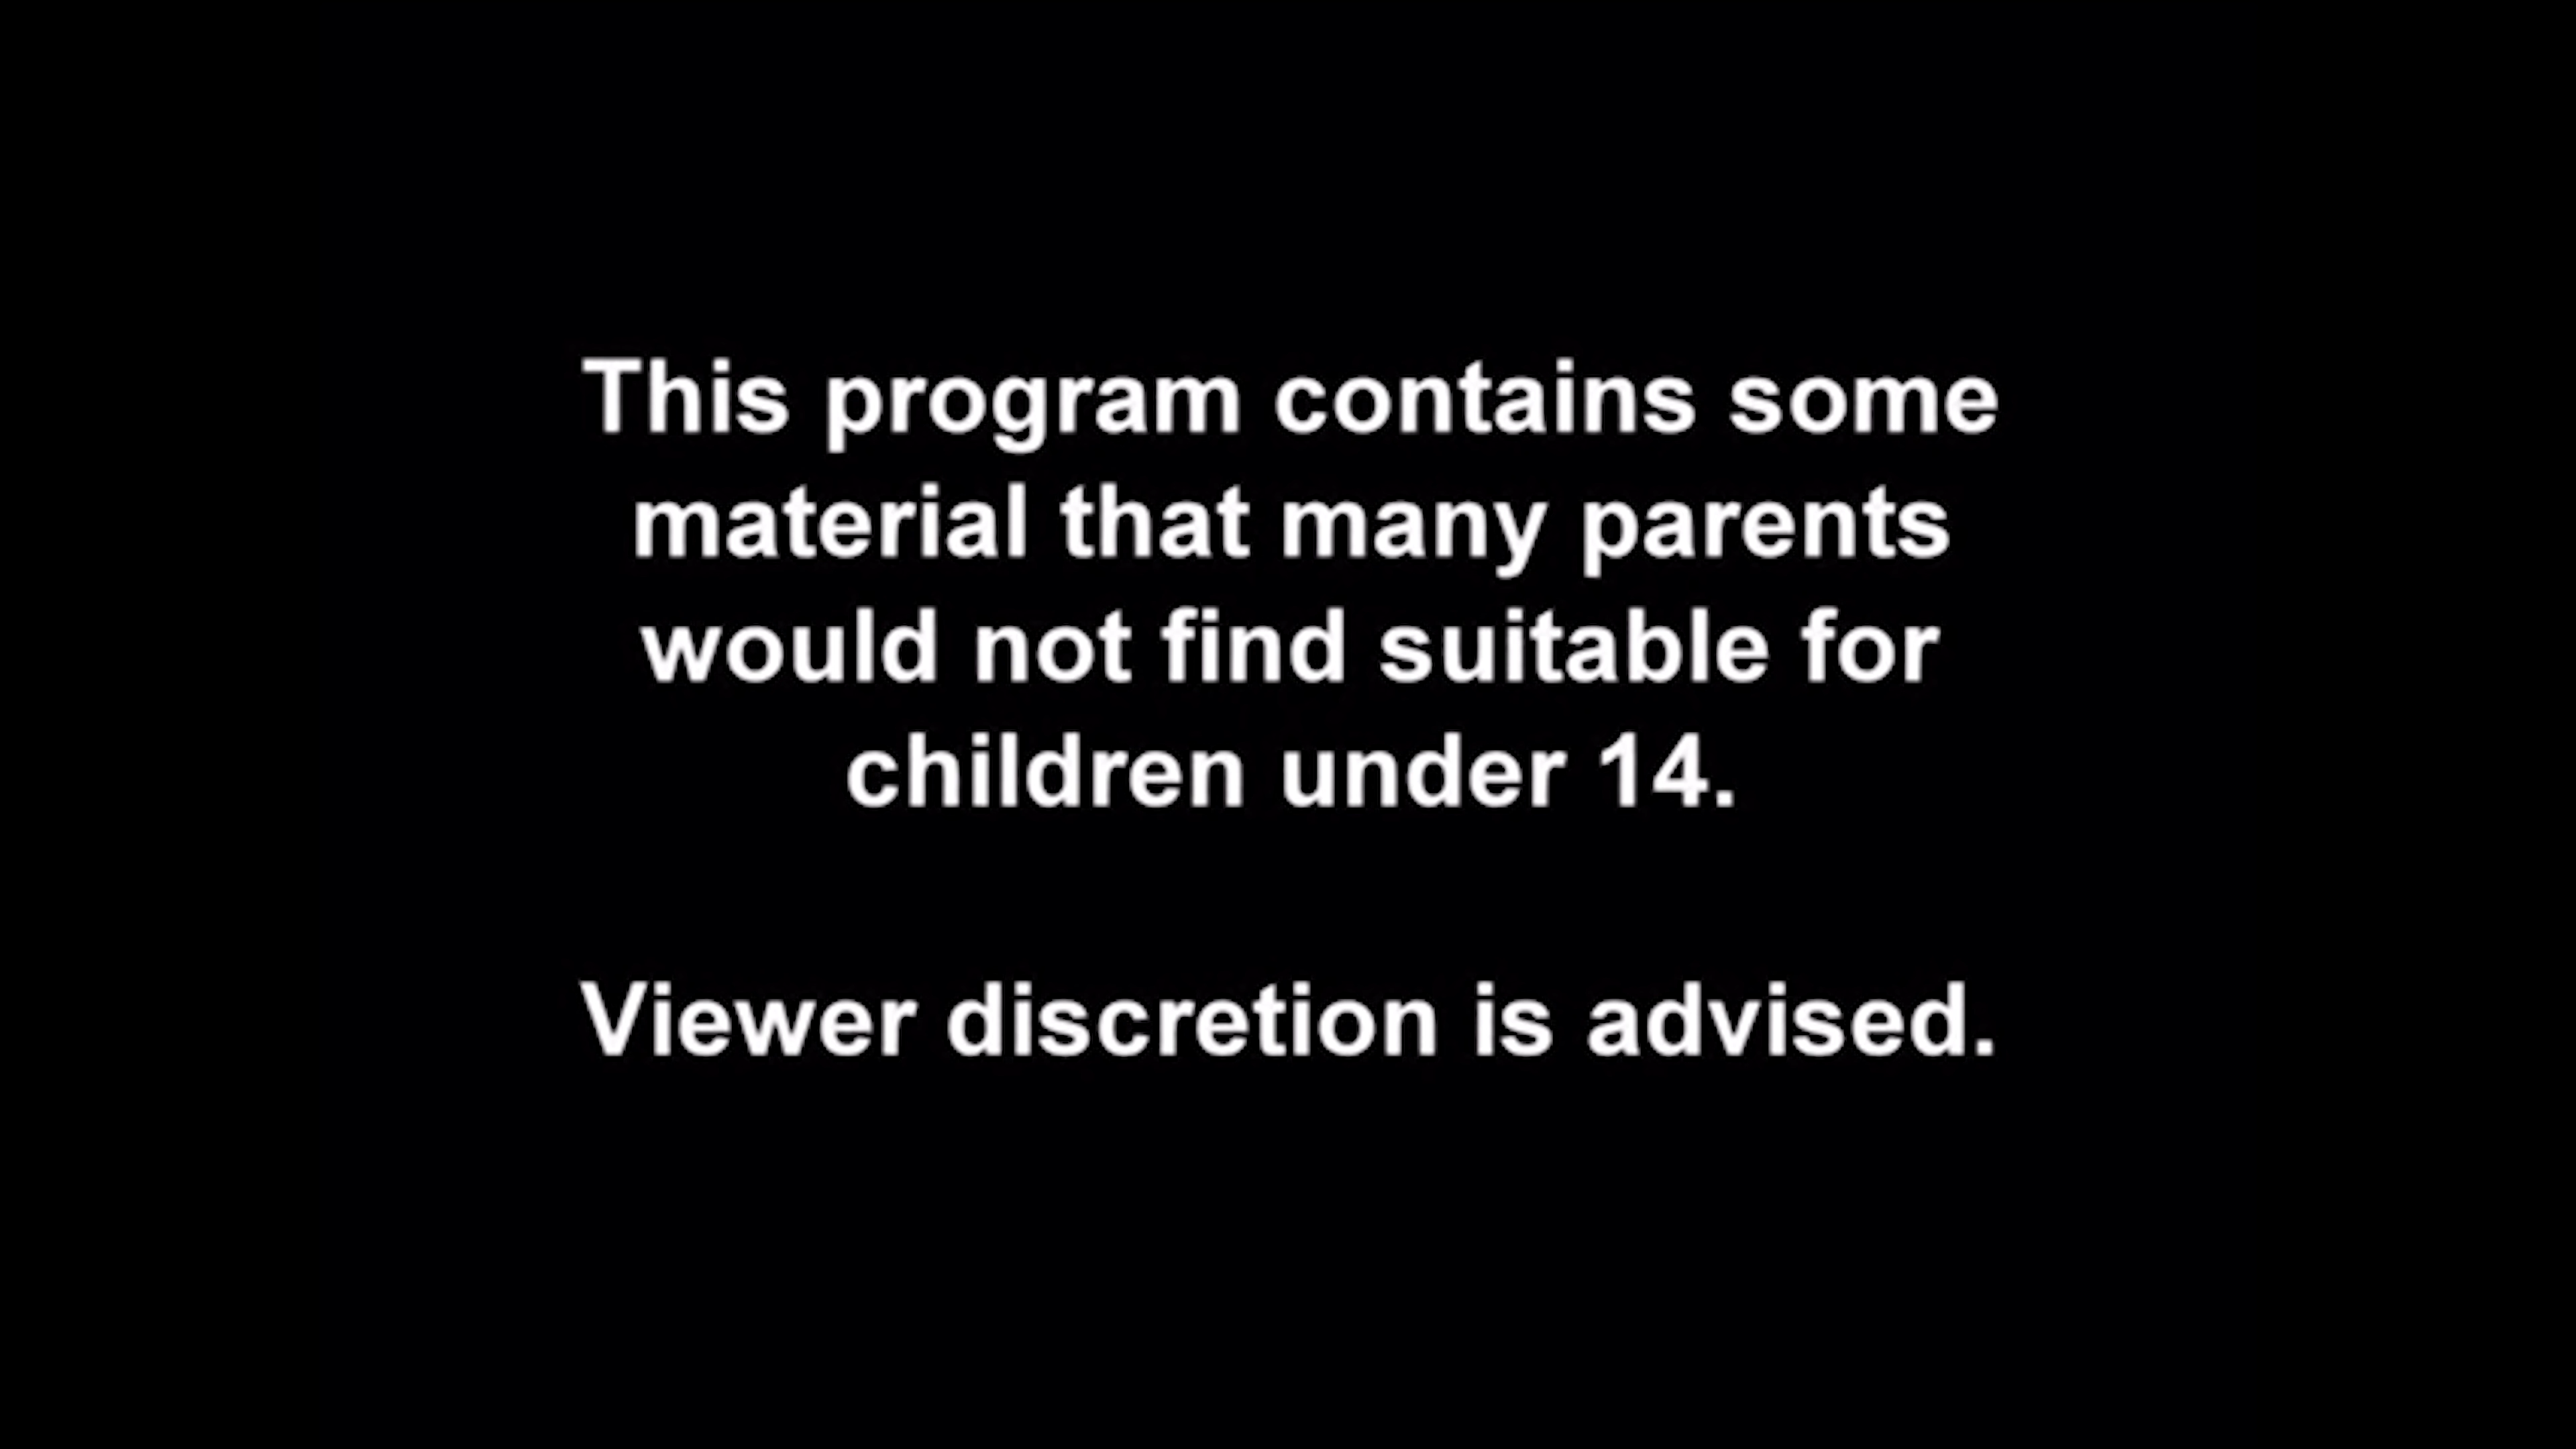 This program contains some
material that many parents
would not find suitable for
children under 14.
Viewer discretion is advised.